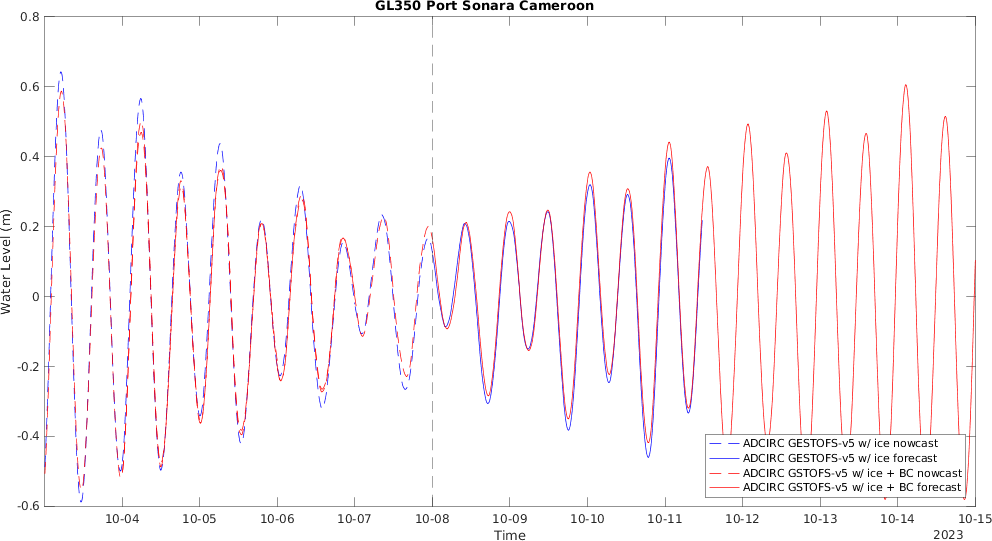 GL350 Port Sonara Cameroon
0.8
0.6
0.4
0.2
0
-0.2
-0.4
-0.6
Water Level (m)
ADCIRC GESTOFS-v5 w/ ice nowcast
ADCIRC GESTOFS-v5 w/ ice forecast
ADCIRC GSTOFS-v5 w/ ice + BC nowcast
ADCIRC GSTOFS-v5 w/ ice + BC forecast
10-04 10-05 10-06 10-07 10-08 10-09 10-10 10-11 10-12 10-13 10-14 10-15
Time
2023